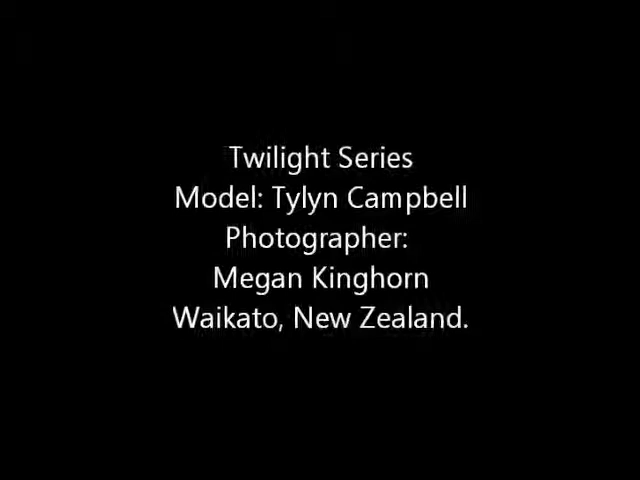 Twilight Series
Model: Tylyn Campbell
Photographer:
Megan Kinghorn
Waikato, New Zealand.